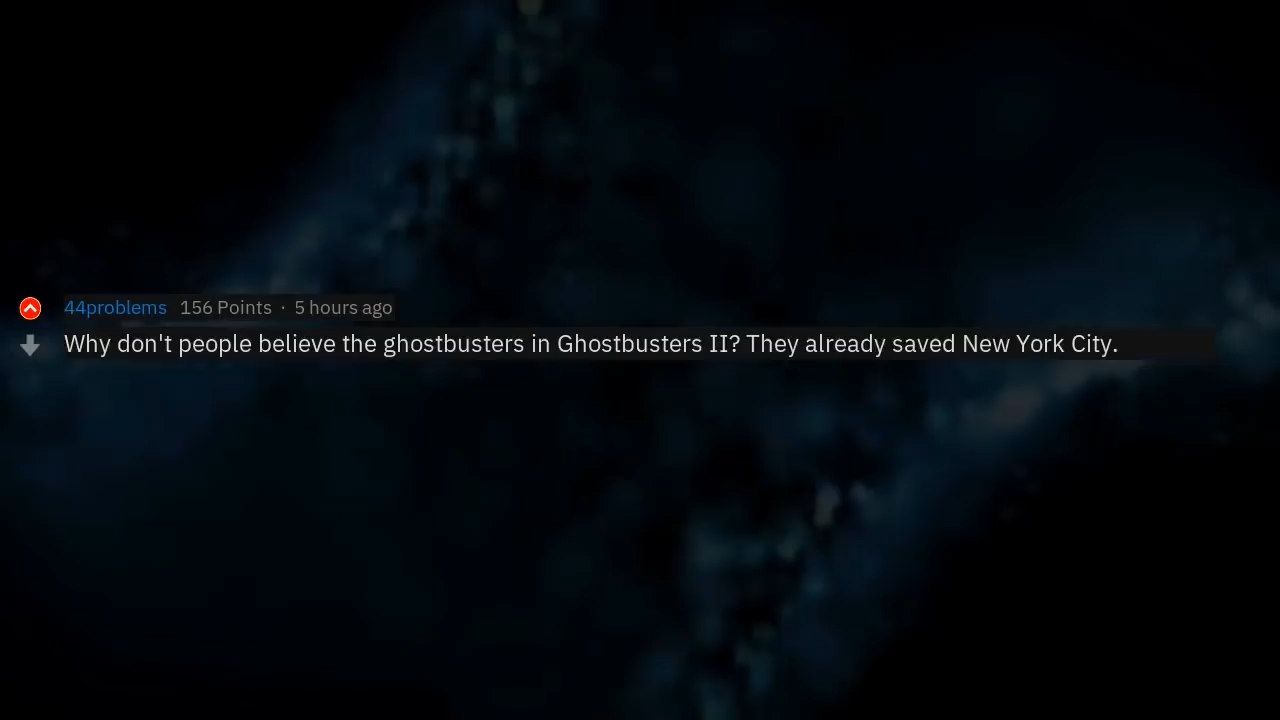 44problems 156 Points · 5 hours ago
Why don't people believe the ghostbusters in Ghostbusters II? They already saved New York City.